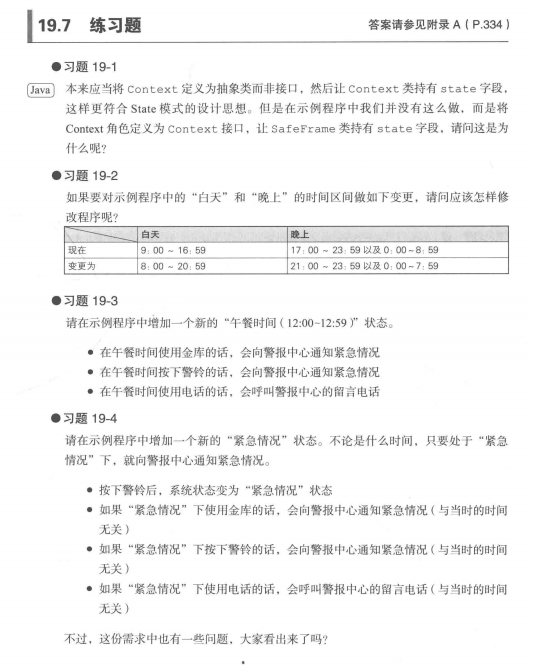 19.7 练习题 答案请参见附录 A（P.334）
●习题 19-1
Java 本来应当将 Context 定义为抽象类而非接口，然后让 Context 类持有 state 字段，
这样更符合 State 模式的设计思想。但是在示例程序中我们并没有这么做，而是将
Context 角色定义为 Context 接口，让 SafeFrame 类持有 state 字段，请问这是为
什么呢？
●习题 19-2
如果要对示例程序中的“白天”和“晚上”的时间区间做如下变更，请问应该怎样修
改程序呢？
白天 晚上
现在 9：00 ~ 16：59 17：00 ~ 23：59 以及 0：00~8：59
变更为 8：00 ~ 20：59 21：00 ~ 23：59 以及 0：00~7：59
●习题 19-3
请在示例程序中增加一个新的“午餐时间（12:00~12:59）”状态。
● 在午餐时间使用金库的话，会向警报中心通知紧急情况
● 在午餐时间按下警铃的话，会向警报中心通知紧急情况
● 在午餐时间使用电话的话，会呼叫警报中心的留言电话
●习题 19-4
请在示例程序中增加一个新的“紧急情况”状态。不论是什么时间，只要处于“紧急
情况”下，就向警报中心通知紧急情况。
● 按下警铃后，系统状态变为“紧急情况”状态
● 如果“紧急情况”下使用金库的话，会向警报中心通知紧急情况（与当时的时间
无关）
● 如果“紧急情况”下按下警铃的话，会向警报中心通知紧急情况（与当时的时间
无关）
● 如果“紧急情况”下使用电话的话，会呼叫警报中心的留言电话（与当时的时间
无关）
不过，这份需求中也有一些问题，大家看出来了吗？